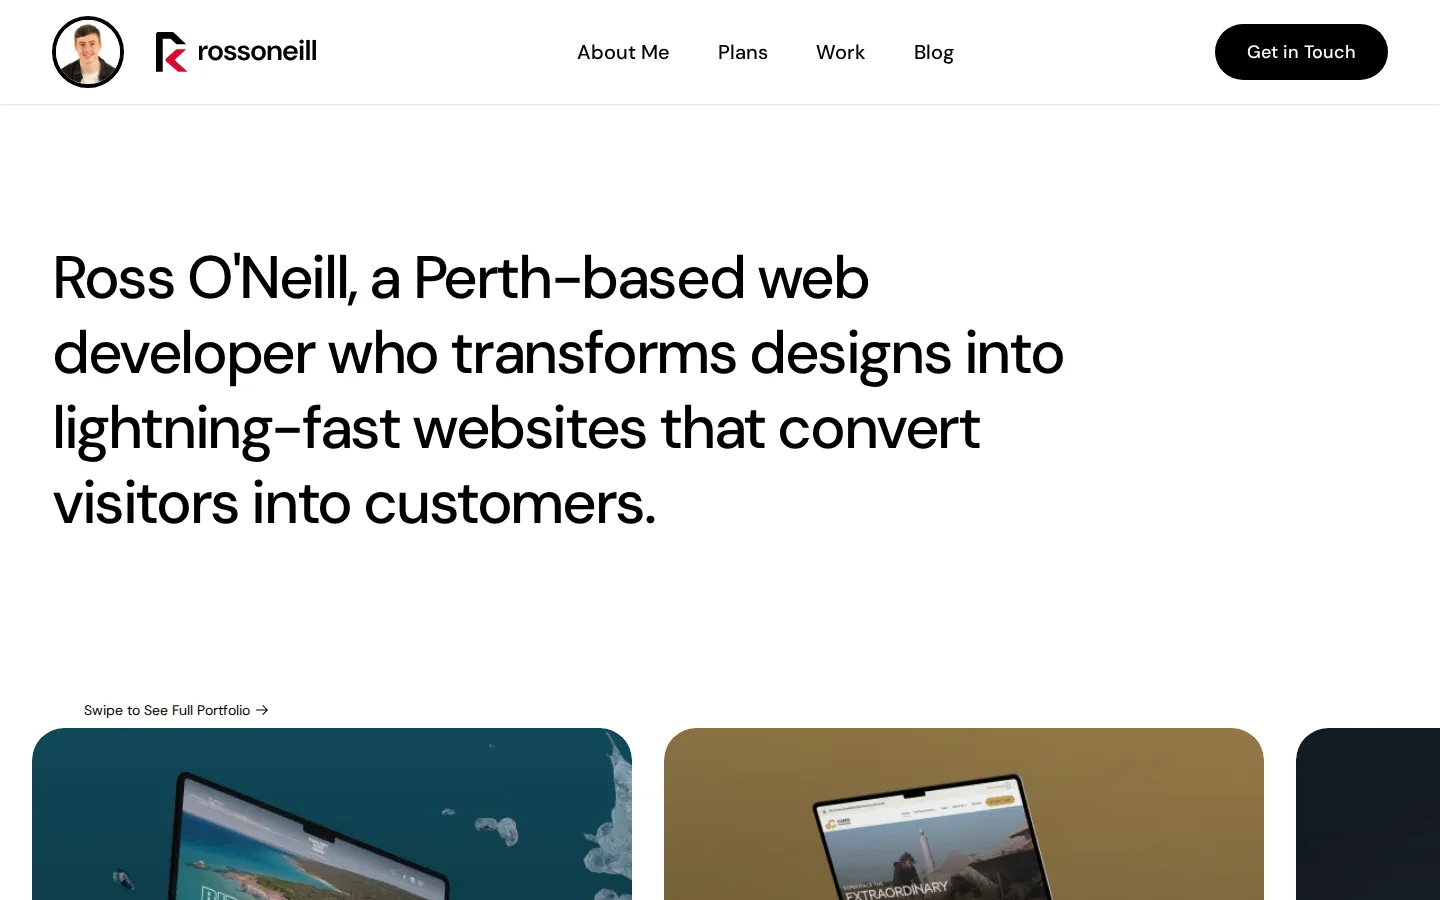 rossoneill
About Me
Plans
Work
Blog
Get in Touch
Ross O'Neill, a Perth-based web
developer who transforms designs into
lightning-fast websites that convert
visitors into customers.
Swipe to See Full Portfolio →
EXTRAORDINARY